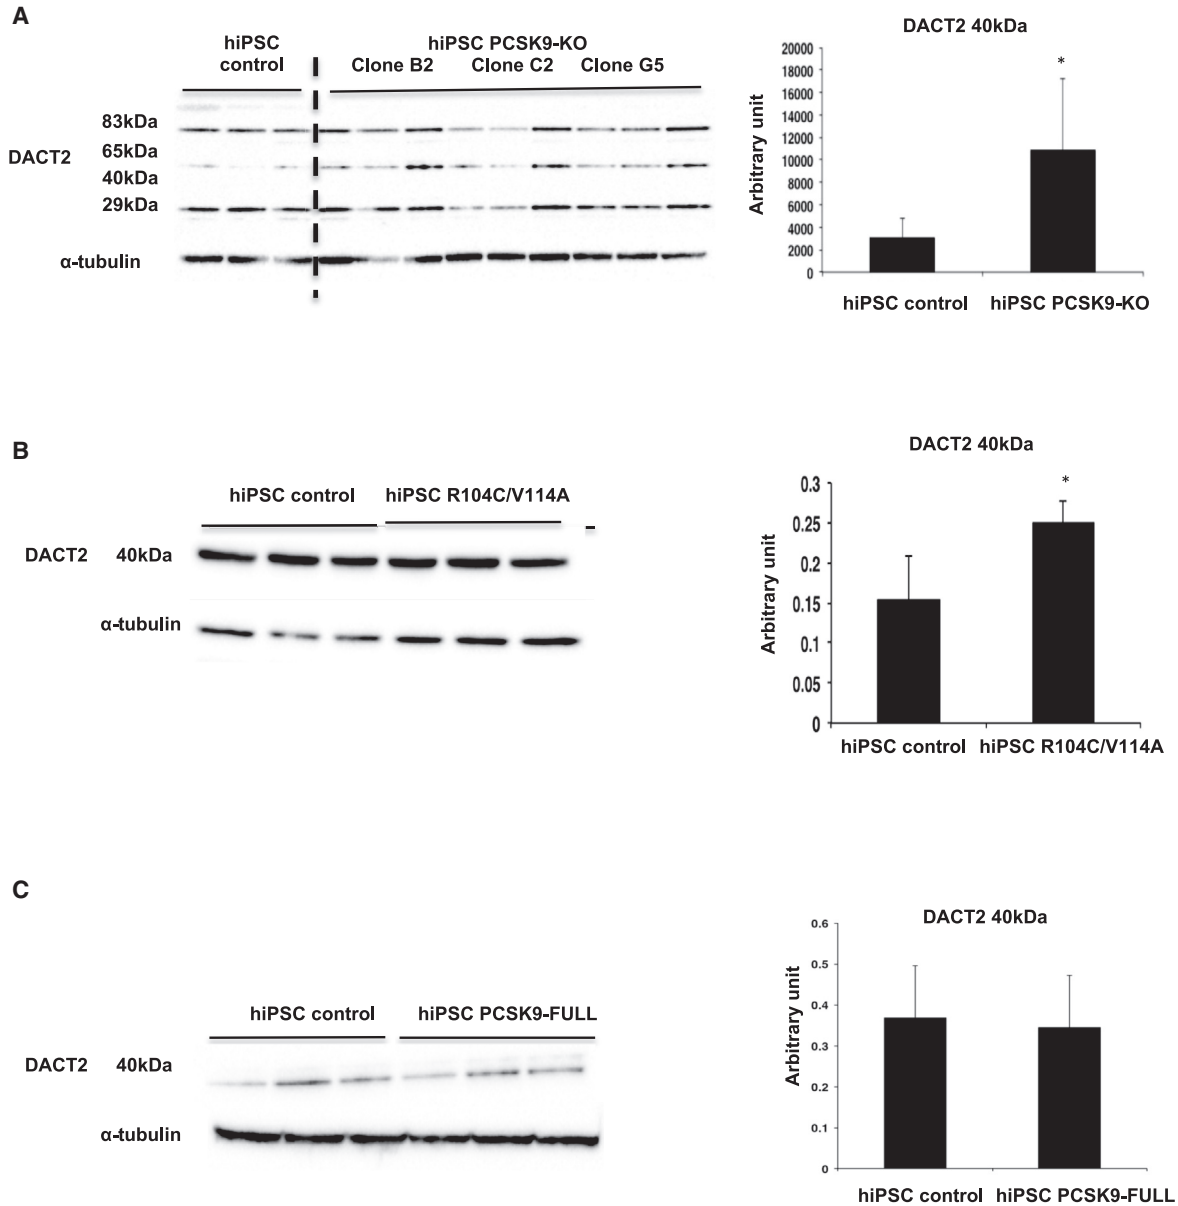 A
hiPSC
control
hiPSC PCSK9-KO
Clone B2 Clone C2 Clone G5
DACT2
83kDa
65kDa
40kDa
29kDa
α-tubulin
DACT2 40kDa
Arbitrary unit
20000
18000
16000
14000
12000
10000
8000
6000
4000
2000
0
*
hiPSC control hiPSC PCSK9-KO
B
hiPSC control hiPSC R104C/V114A
DACT2 40kDa
α-tubulin
DACT2 40kDa
Arbitrary unit
0.3
0.25
0.2
0.15
0.1
0.05
0
*
hiPSC control hiPSC R104C/V114A
C
hiPSC control hiPSC PCSK9-FULL
DACT2 40kDa
α-tubulin
DACT2 40kDa
Arbitrary unit
0.6
0.5
0.4
0.3
0.2
0.1
0
hiPSC control hiPSC PCSK9-FULL